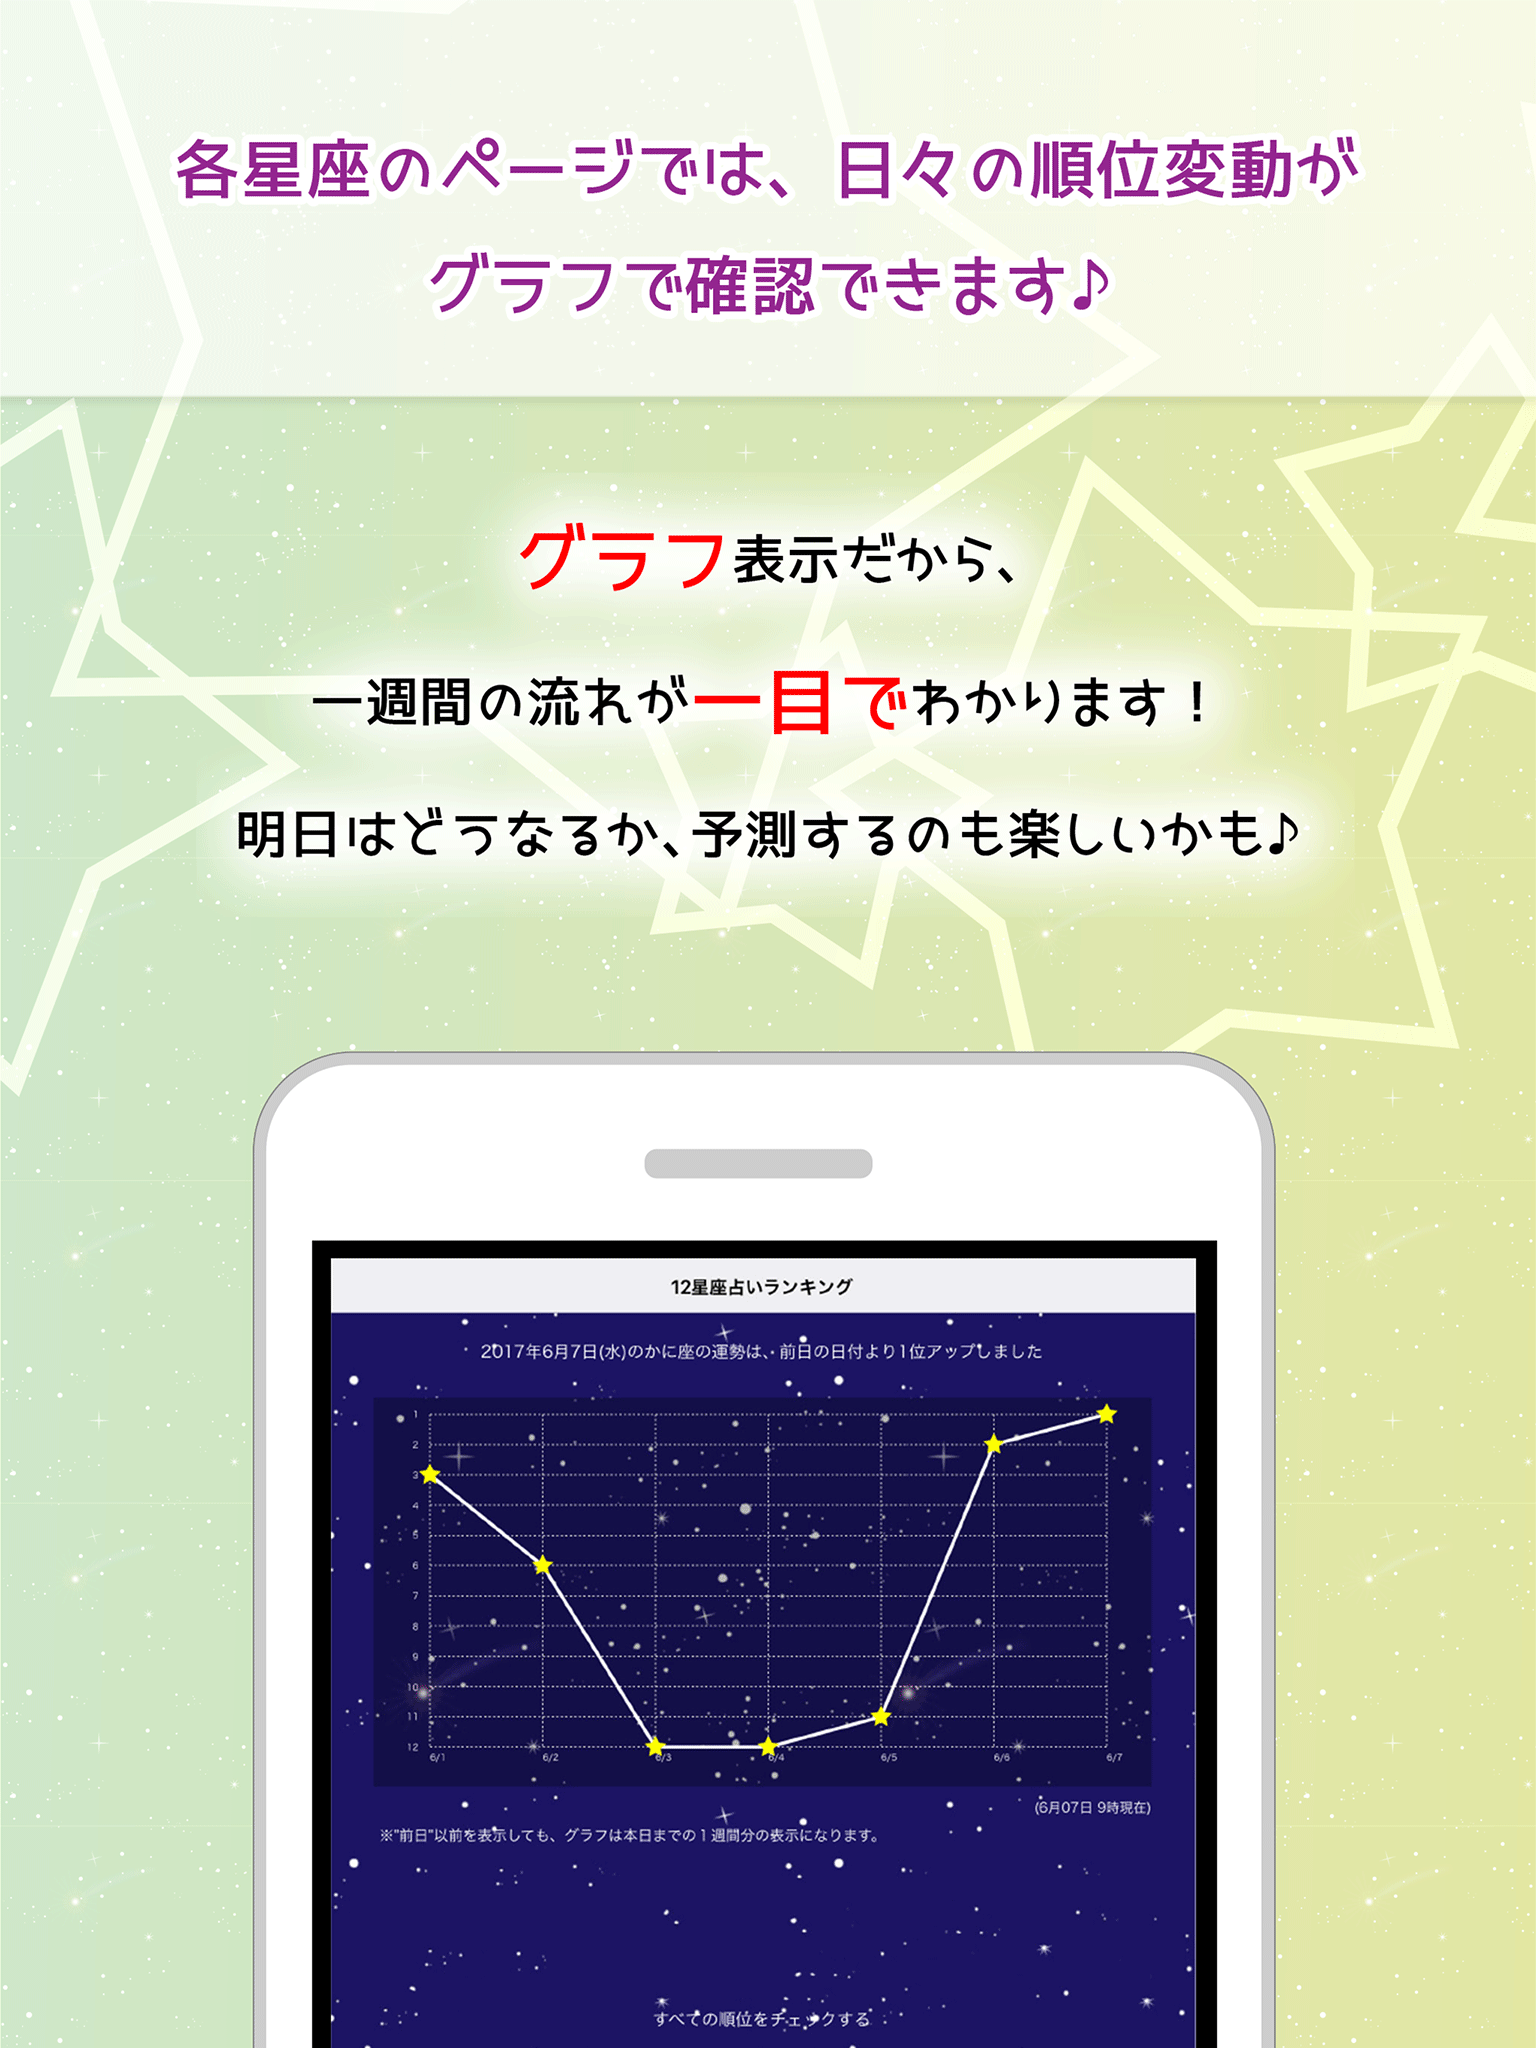 各星座のページでは、日々の順位変動が
グラフで確認できます♪
グラフ表示だから、
一週間の流れが一目でわかります！
明日はどうなるか、予測するのも楽しいかも♪
12星座占いランキング
2017年6月7日(水)のかに座の運勢は、前日の日付より1位アップしました
1
2
3
4
5
6
7
8
9
10
11
12
6/1 6/2 6/3 6/4 6/5 6/6 6/7
(6月07日 9時現在)
※"前日"以前を表示しても、グラフは本日までの1週間分の表示になります。
すべての順位をチェックする